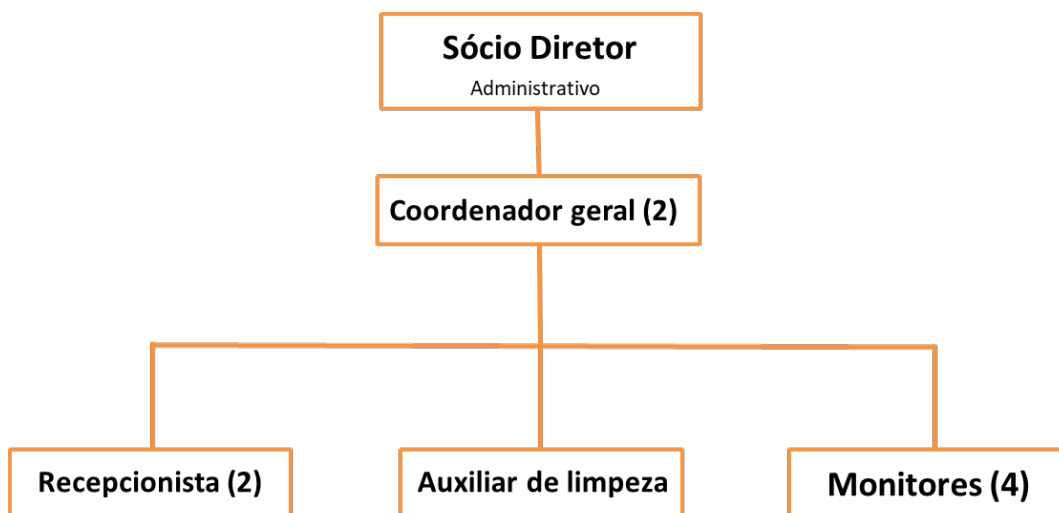 Sócio Diretor
Administrativo
Coordenador geral (2)
Recepcionista (2)
Auxiliar de limpeza
Monitores (4)